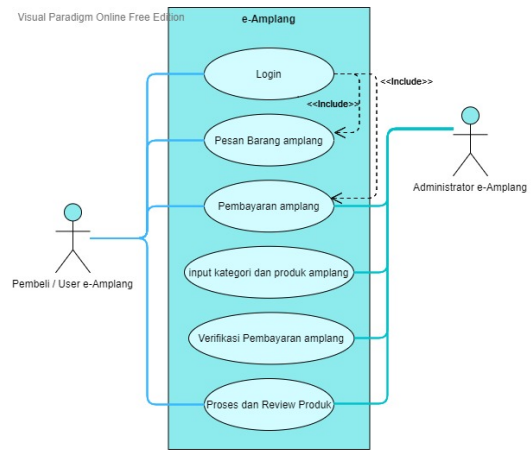 Visual Paradigm Online Free Edition
e-Amplang
Login
<<Include>>
<<Include>>
Pesan Barang amplang
Pembayaran amplang
Administrator e-Amplang
input kategori dan produk amplang
Pembeli / User e-Amplang
Verifikasi Pembayaran amplang
Proses dan Review Produk